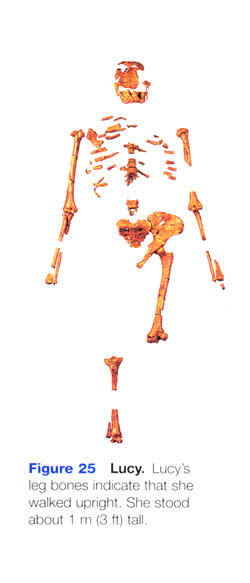 Figure 25 Lucy. Lucy's
leg bones indicate that she
walked upright. She stood
about 1 m (3 ft) tall.